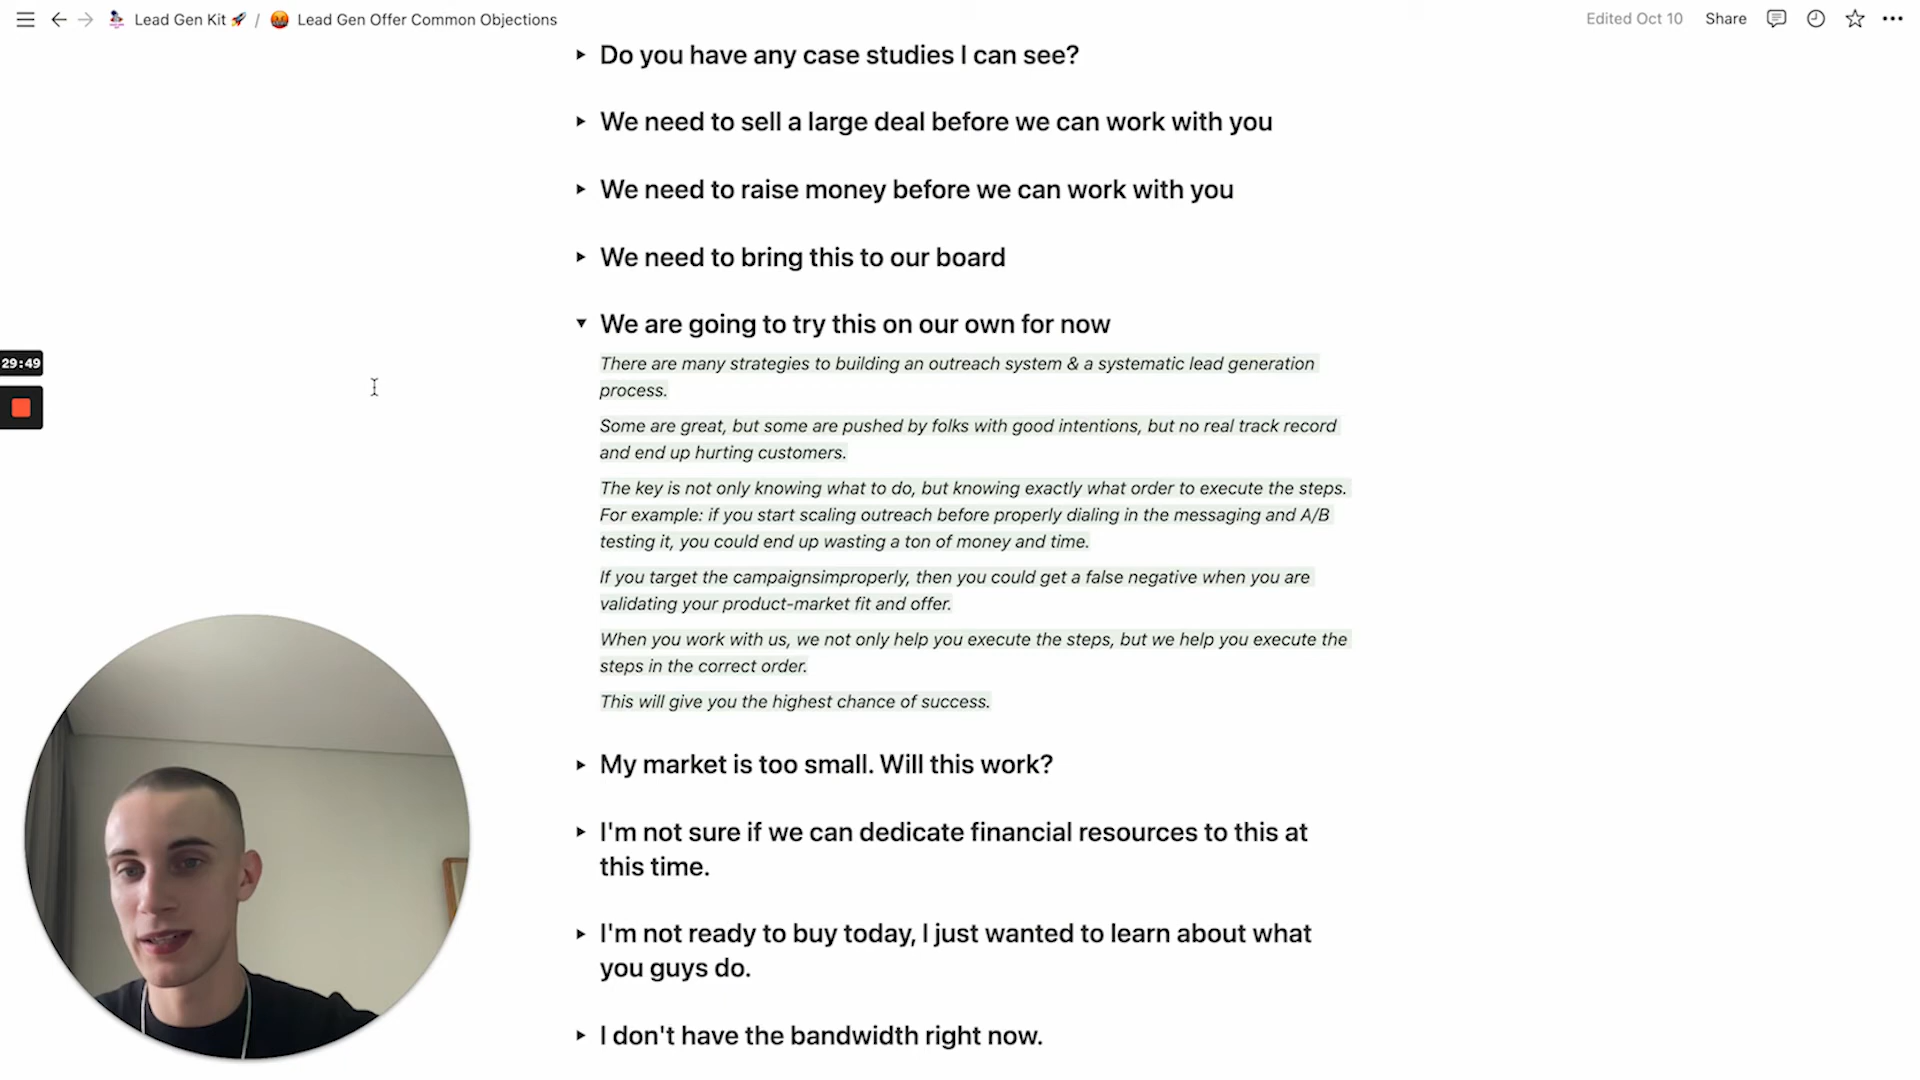 Lead Gen Kit 🚀 / 🤬 Lead Gen Offer Common Objections
Edited Oct 10 Share
Do you have any case studies I can see?
We need to sell a large deal before we can work with you
We need to raise money before we can work with you
We need to bring this to our board
We are going to try this on our own for now
There are many strategies to building an outreach system & a systematic lead generation
process.
Some are great, but some are pushed by folks with good intentions, but no real track record
and end up hurting customers.
The key is not only knowing what to do, but knowing exactly what order to execute the steps.
For example: if you start scaling outreach before properly dialing in the messaging and A/B
testing it, you could end up wasting a ton of money and time.
If you target the campaignsimproperly, then you could get a false negative when you are
validating your product-market fit and offer.
When you work with us, we not only help you execute the steps, but we help you execute the
steps in the correct order.
This will give you the highest chance of success.
29:49
My market is too small. Will this work?
I'm not sure if we can dedicate financial resources to this at
this time.
I'm not ready to buy today, I just wanted to learn about what
you guys do.
I don't have the bandwidth right now.